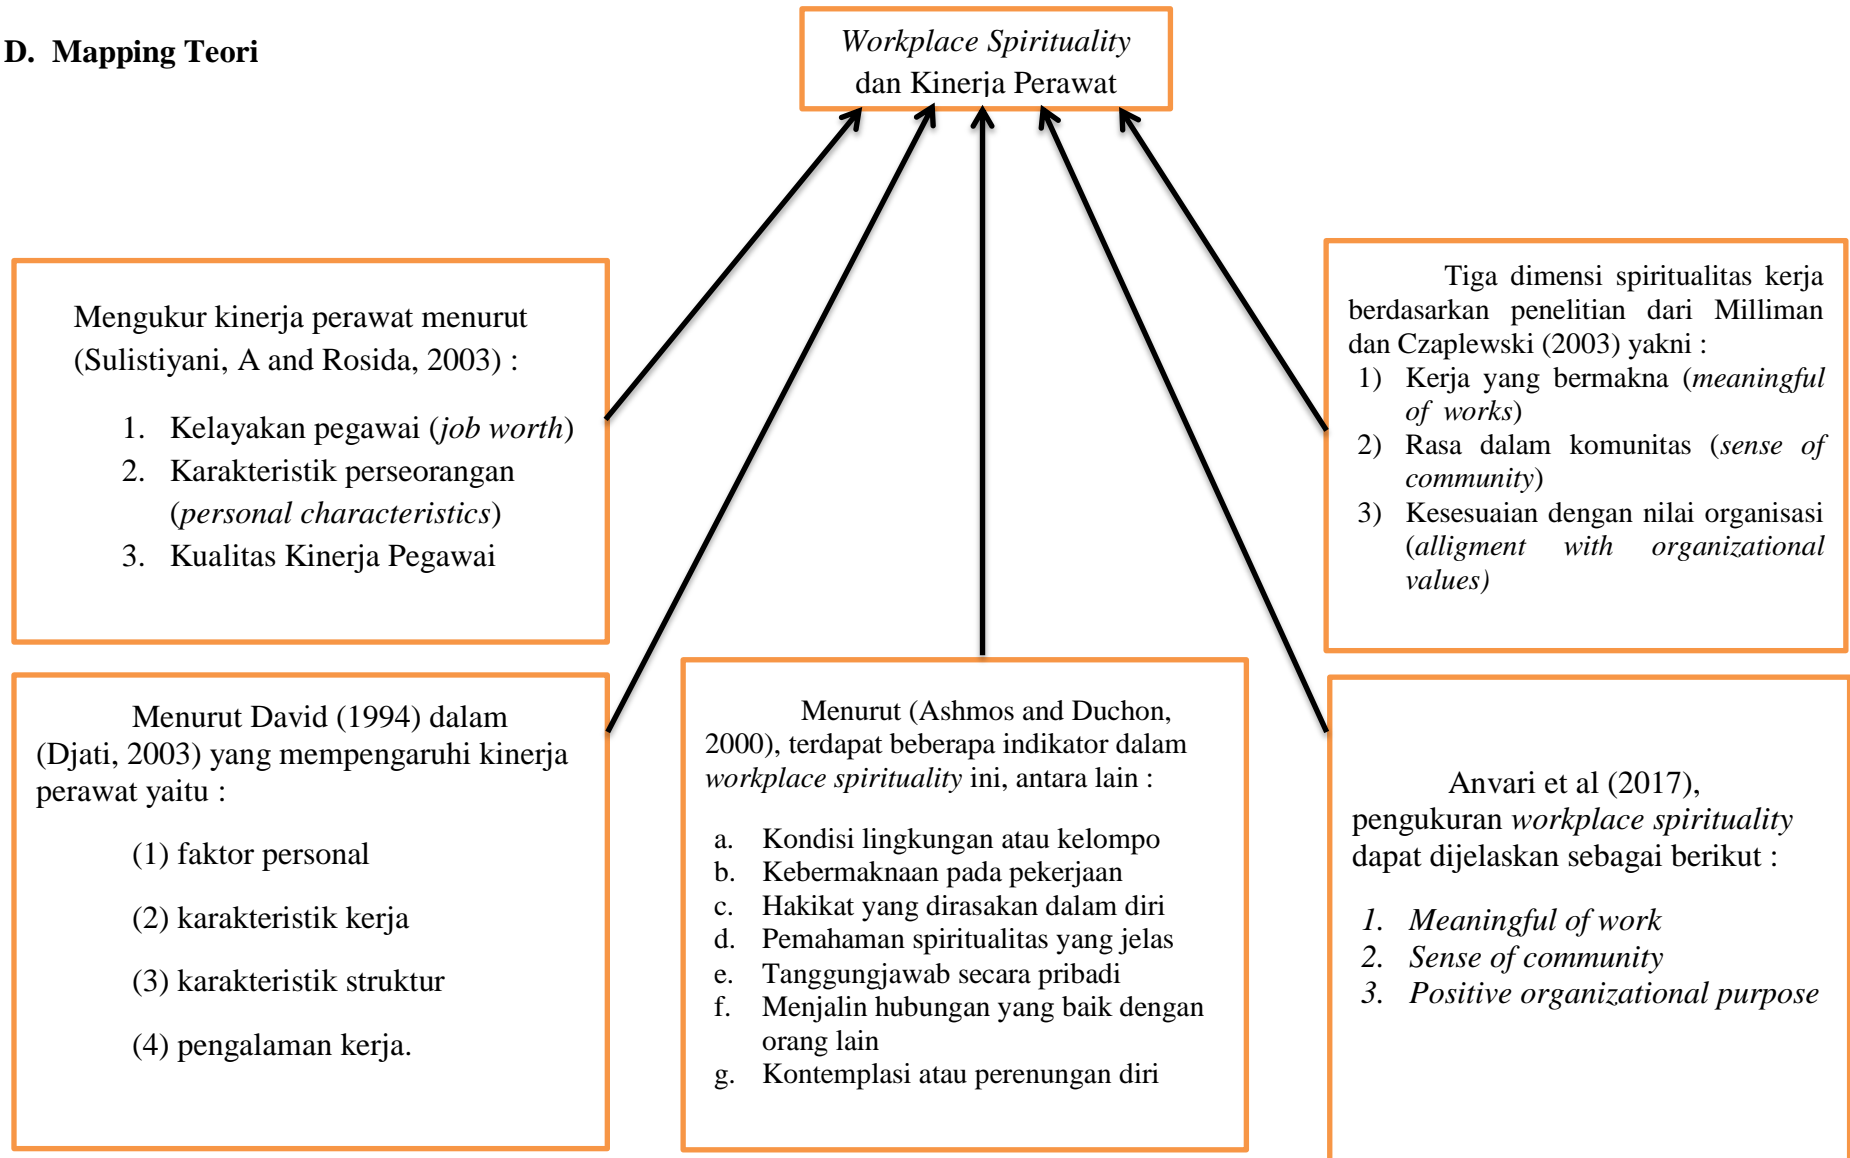 D. Mapping Teori
Workplace Spirituality
dan Kinerja Perawat
Mengukur kinerja perawat menurut
(Sulistiyani, A and Rosida, 2003) :
1. Kelayakan pegawai (job worth)
2. Karakteristik perseorangan
(personal characteristics)
3. Kualitas Kinerja Pegawai
Menurut David (1994) dalam
(Djati, 2003) yang mempengaruhi kinerja
perawat yaitu :
(1) faktor personal
(2) karakteristik kerja
(3) karakteristik struktur
(4) pengalaman kerja.
Menurut (Ashmos and Duchon,
2000), terdapat beberapa indikator dalam
workplace spirituality ini, antara lain :
a. Kondisi lingkungan atau kelompo
b. Kebermaknaan pada pekerjaan
c. Hakikat yang dirasakan dalam diri
d. Pemahaman spiritualitas yang jelas
e. Tanggungjawab secara pribadi
f. Menjalin hubungan yang baik dengan
orang lain
g. Kontemplasi atau perenungan diri
Tiga dimensi spiritualitas kerja
berdasarkan penelitian dari Milliman
dan Czaplewski (2003) yakni :
1) Kerja yang bermakna (meaningful
of works)
2) Rasa dalam komunitas (sense of
community)
3) Kesesuaian dengan nilai organisasi
(alligment with organizational
values)
Anvari et al (2017),
pengukuran workplace spirituality
dapat dijelaskan sebagai berikut :
1. Meaningful of work
2. Sense of community
3. Positive organizational purpose